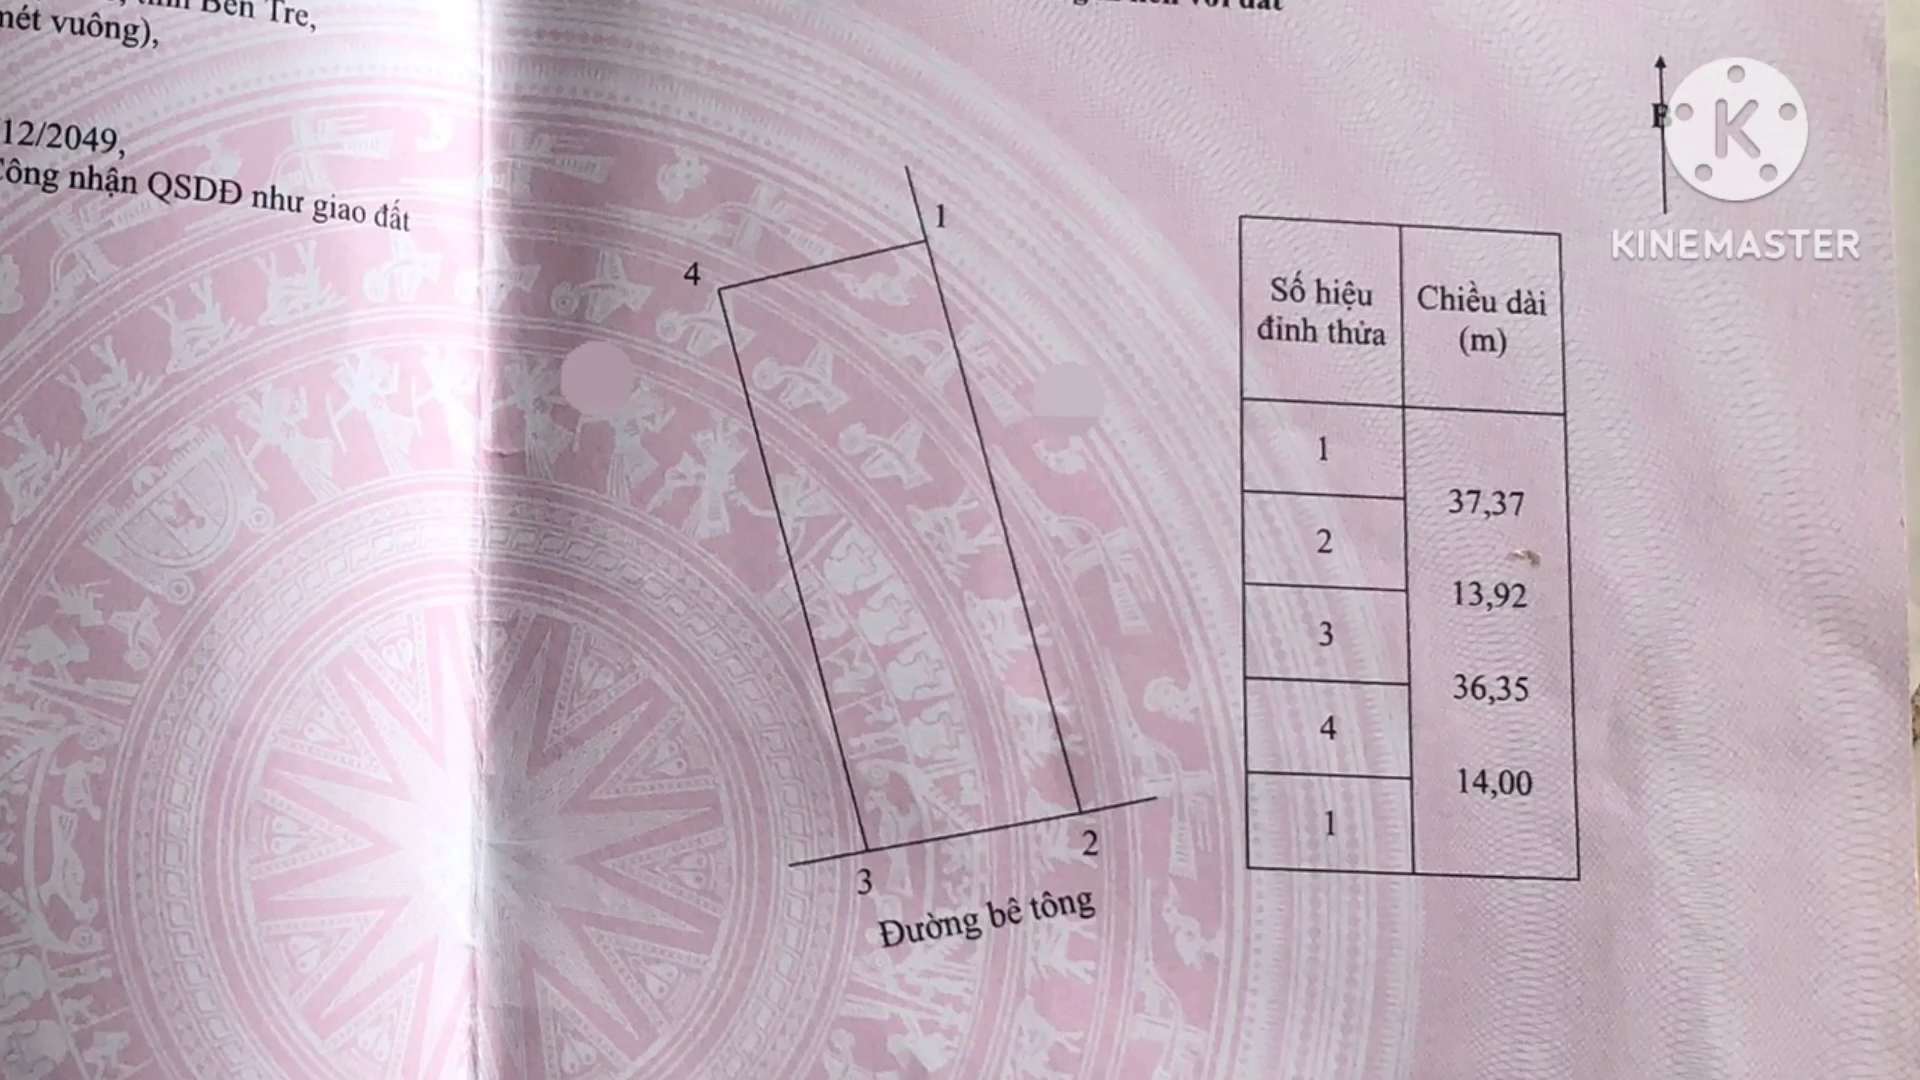 Bến Tre,
mét vuông),
12/2049,
Công nhận QSDĐ như giao đất
1
4
3
2
Đường bê tông
Số hiệu đỉnh thửa
Chiều dài (m)
1
37,37
2
13,92
3
36,35
4
14,00
1
B
K
KINEMASTER